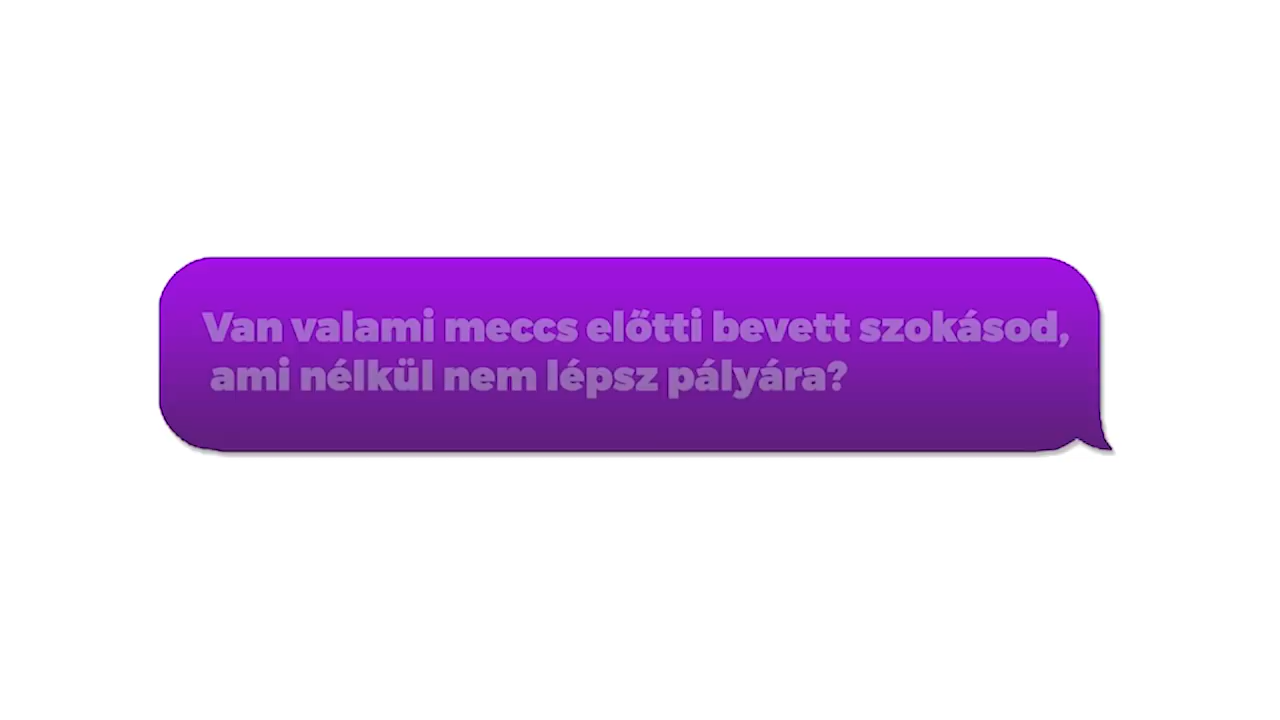 Van valami meccs előtti bevett szokásod,
ami nélkül nem lépsz pályára?